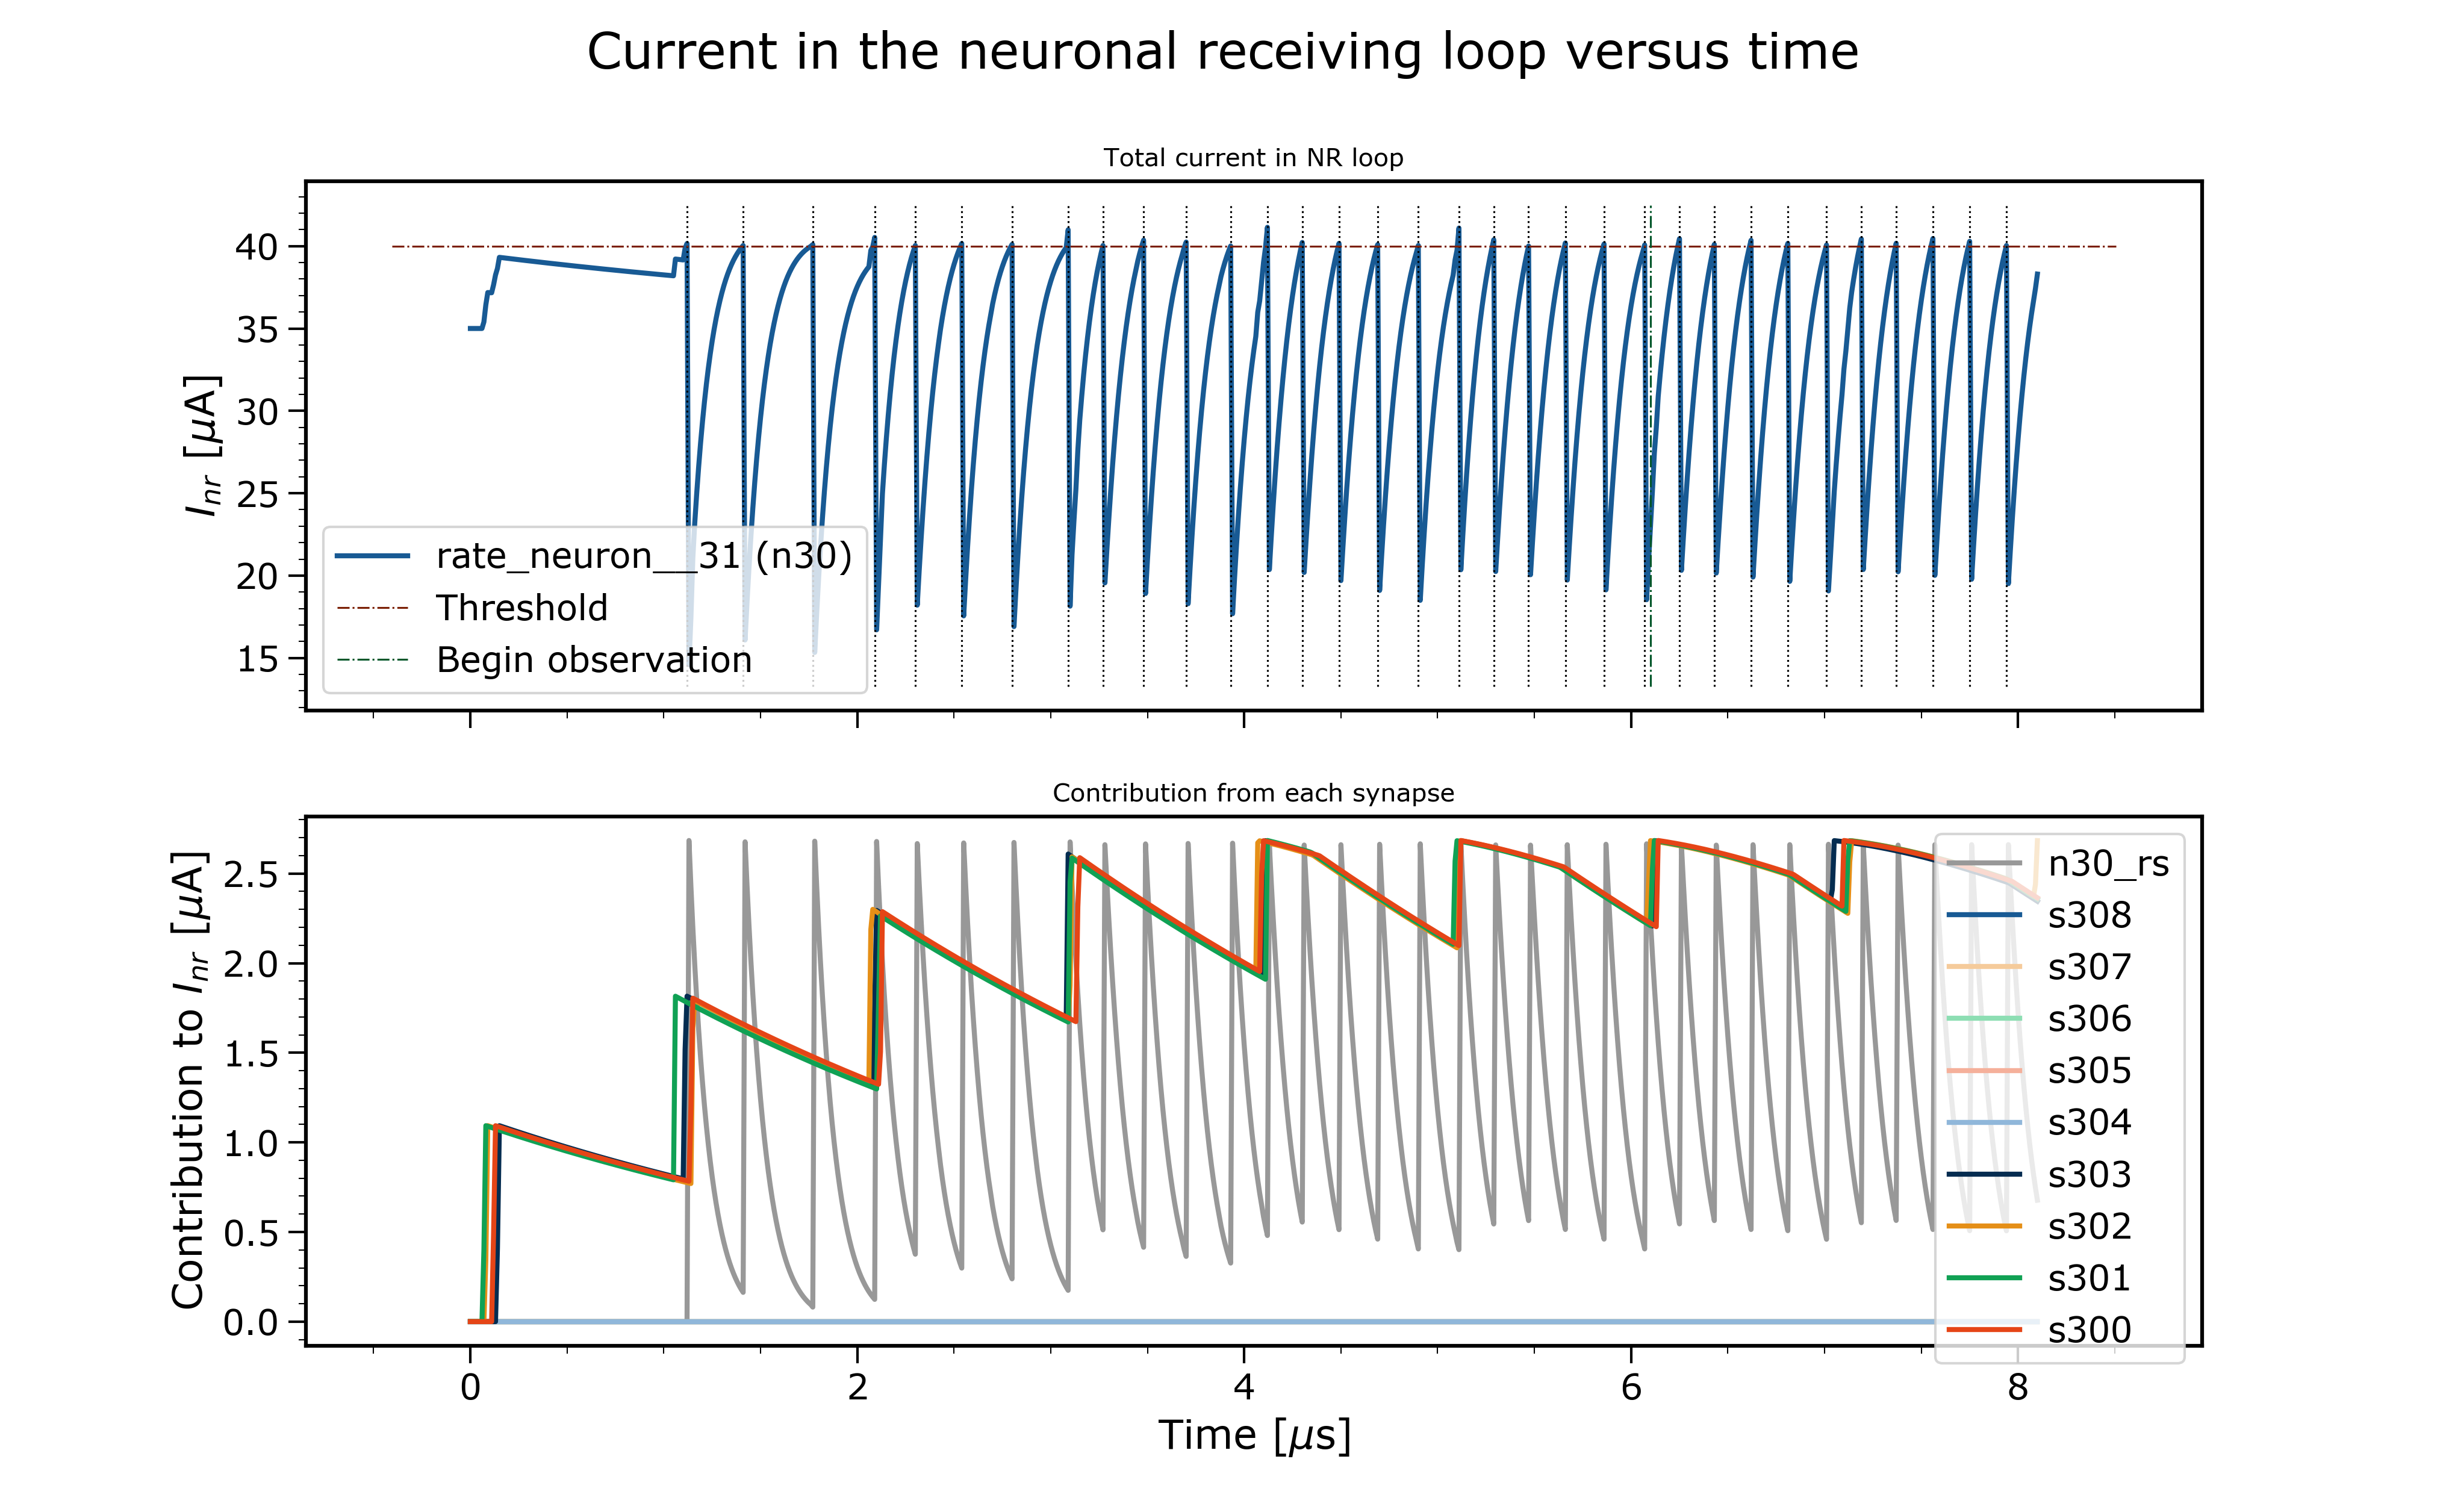 Current in the neuronal receiving loop versus time
Total current in NR loop
40
35
30
25
20
15
I_nr [μA]
rate_neuron__31 (n30)
Threshold
Begin observation
Contribution from each synapse
2.5
2.0
1.5
1.0
0.5
0.0
Contribution to I_nr [μA]
n30_rs
s308
s307
s306
s305
s304
s303
s302
s301
s300
0 2 4 6 8
Time [μs]